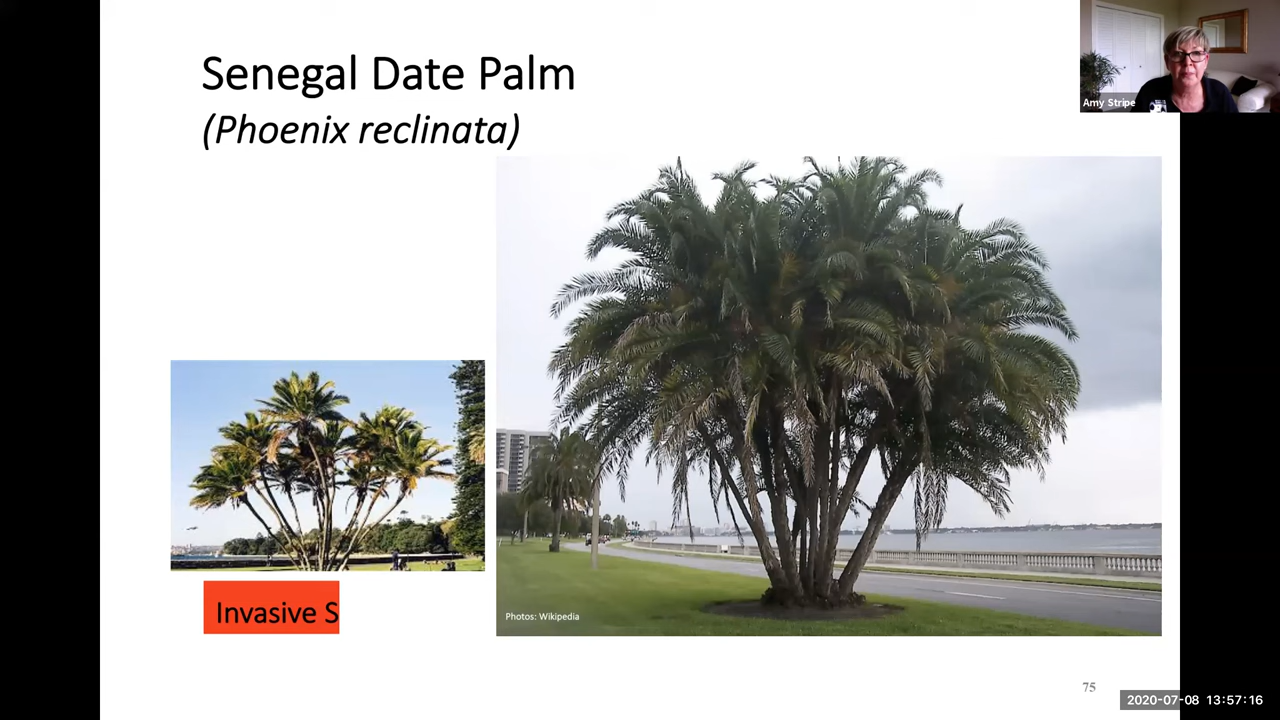 Senegal Date Palm
(Phoenix reclinata)
Amy Stripe
Invasive S
Photos: Wikipedia
75
2020-07-08 13:57:16